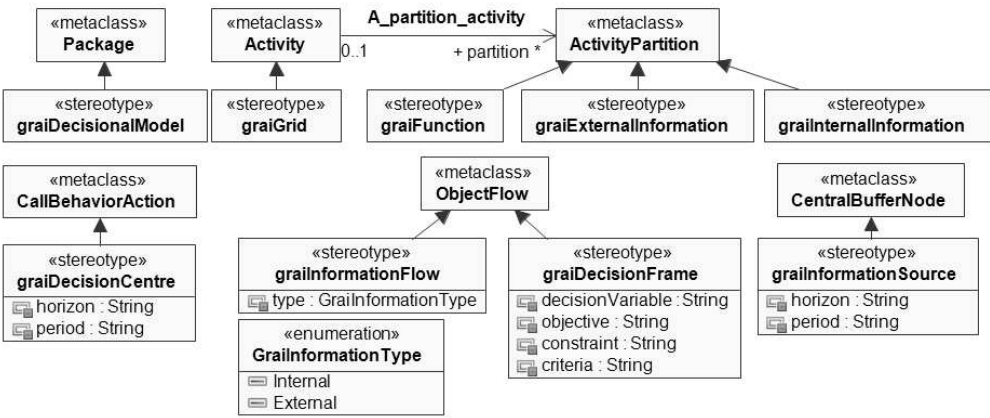 «metaclass»
Package
«stereotype»
graiDecisionalModel
«metaclass»
Activity
A_partition_activity
0..1
+ partition *
«metaclass»
ActivityPartition
«stereotype»
graiGrid
«stereotype»
graiFunction
«stereotype»
graiExternalInformation
«stereotype»
graiInternalInformation
«metaclass»
CallBehaviorAction
«stereotype»
graiDecisionCentre
horizon : String
period : String
«metaclass»
ObjectFlow
«stereotype»
graiInformationFlow
type : GraiInformationType
«enumeration»
GraiInformationType
Internal
External
«stereotype»
graiDecisionFrame
decisionVariable : String
objective : String
constraint : String
criteria : String
«metaclass»
CentralBufferNode
«stereotype»
graiInformationSource
horizon : String
period : String